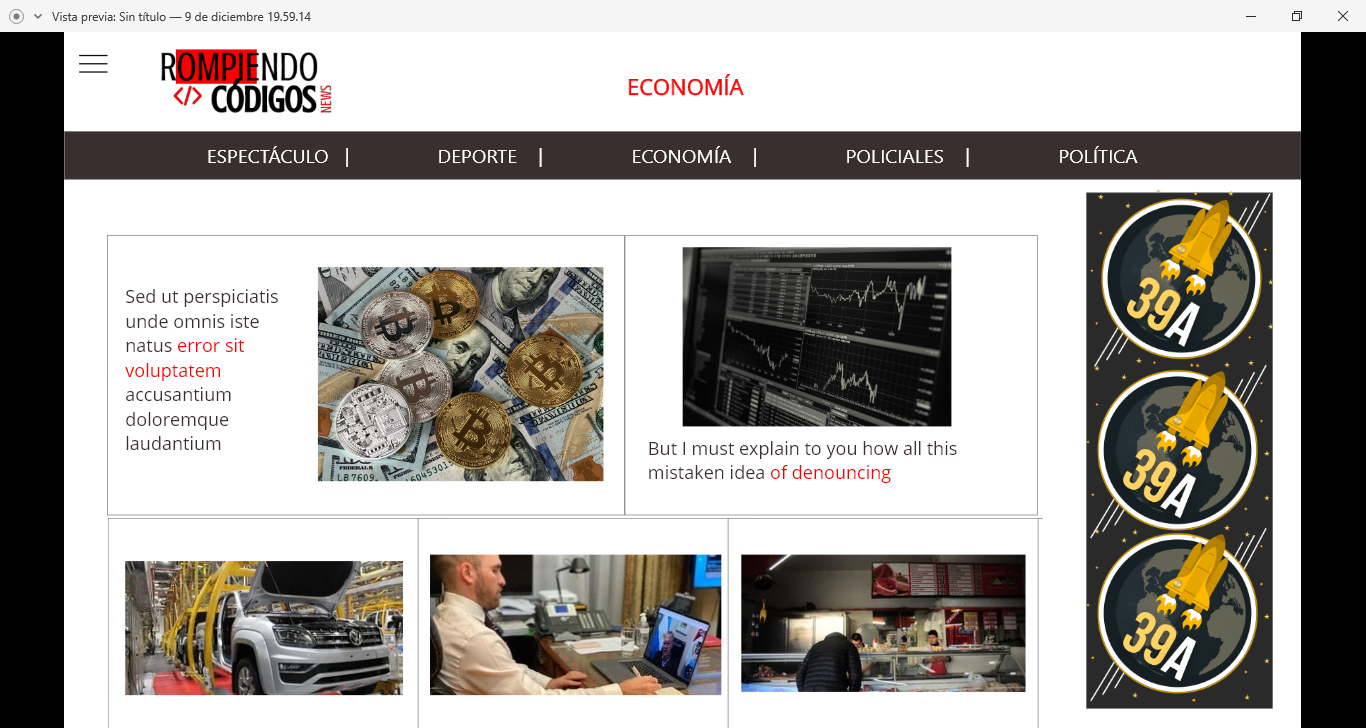 Vista previa: Sin título — 9 de diciembre 19.59.14
ROMPIENDO
</> CÓDIGOS
NEWS
ECONOMÍA
ESPECTÁCULO |
DEPORTE |
ECONOMÍA |
POLICIALES |
POLÍTICA
Sed ut perspiciatis
unde omnis iste
natus error sit
voluptatem
accusantium
doloremque
laudantium
But I must explain to you how all this
mistaken idea of denouncing
39A
39A
39A